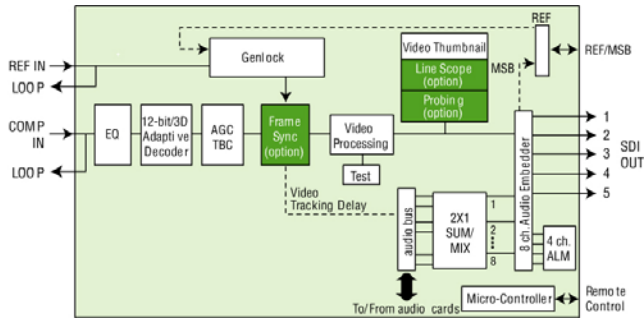 REF
Genlock
Video Thumbnail
REF IN
Line Scope
(option)
MSB
REF/MSB
LOOP
Probing
(option)
COMP
IN
EQ
12-bit/3D
Adaptive
Decoder
AGC
TBC
Frame
Sync
(option)
Video
Processing
Test
8 ch. Audio Embedder
1
2
3
4
5
SDI
OUT
LOOP
Video
Tracking Delay
audio bus
2X1
SUM/
MIX
1
2
8
4 ch.
ALM
Micro-Controller
Remote
Control
To/From audio cards